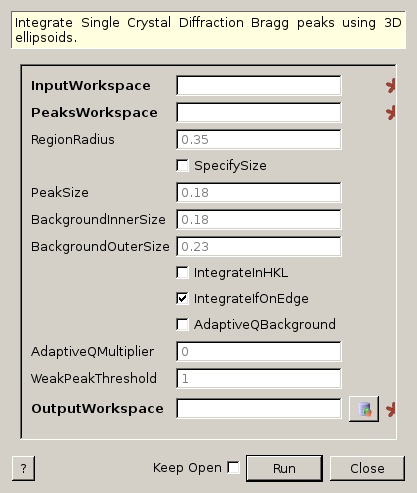 Integrate Single Crystal Diffraction Bragg peaks using 3D
ellipsoids.
InputWorkspace
PeaksWorkspace
RegionRadius 0.35
SpecifySize
PeakSize 0.18
BackgroundInnerSize 0.18
BackgroundOuterSize 0.23
IntegrateInHKL
IntegrateIfOnEdge
AdaptiveQBackground
AdaptiveQMultiplier 0
WeakPeakThreshold 1
OutputWorkspace
? Keep Open Run Close